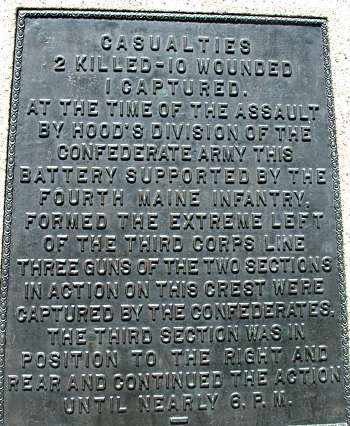 CASUALTIES
2 KILLED-10 WOUNDED
1 CAPTURED.
AT THE TIME OF THE ASSAULT
BY HOOD'S DIVISION OF THE
CONFEDERATE ARMY THIS
BATTERY SUPPORTED BY THE
FOURTH MAINE INFANTRY,
FORMED THE EXTREME LEFT
OF THE THIRD CORPS LINE
THREE GUNS OF THE TWO SECTIONS
IN ACTION ON THIS CREST WERE
CAPTURED BY THE CONFEDERATES.
THE THIRD SECTION WAS IN
POSITION TO THE RIGHT AND
REAR AND CONTINUED THE ACTION
UNTIL NEARLY 6. P. M.